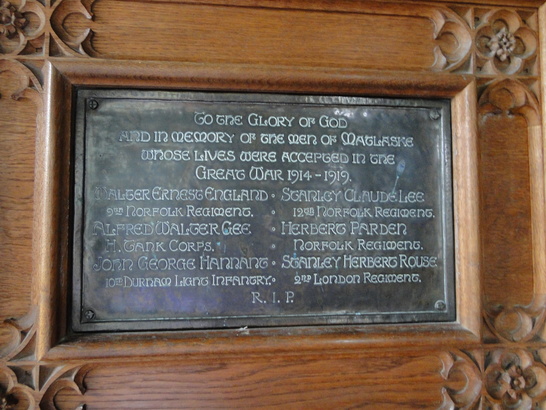 To the Glory of God
and in memory of the men of Matlaske
whose lives were accepted in the
Great War 1914-1919.
Walter Ernest England · Stanley Claude Lee
9th Norfolk Regiment. · 12th Norfolk Regiment.
Alfred Walter Gee · Herbert Parden
H. Tank Corps. · Norfolk Regiment.
John George Hannant · Stanley Herbert Rouse
10th Durham Light Infantry. · 2nd London Regiment.
R. I. P.